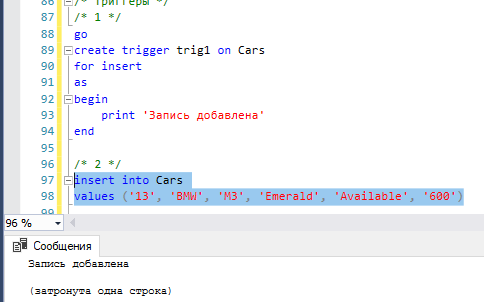 86 /* Триггеры */
87 /* 1 */
88 go
89 create trigger trig1 on Cars
90 for insert
91 as
92 begin
93 print 'Запись добавлена'
94 end
95
96 /* 2 */
97 insert into Cars
98 values ('13', 'BMW', 'M3', 'Emerald', 'Available', '600')
99
96 %
Сообщения
Запись добавлена
(затронута одна строка)